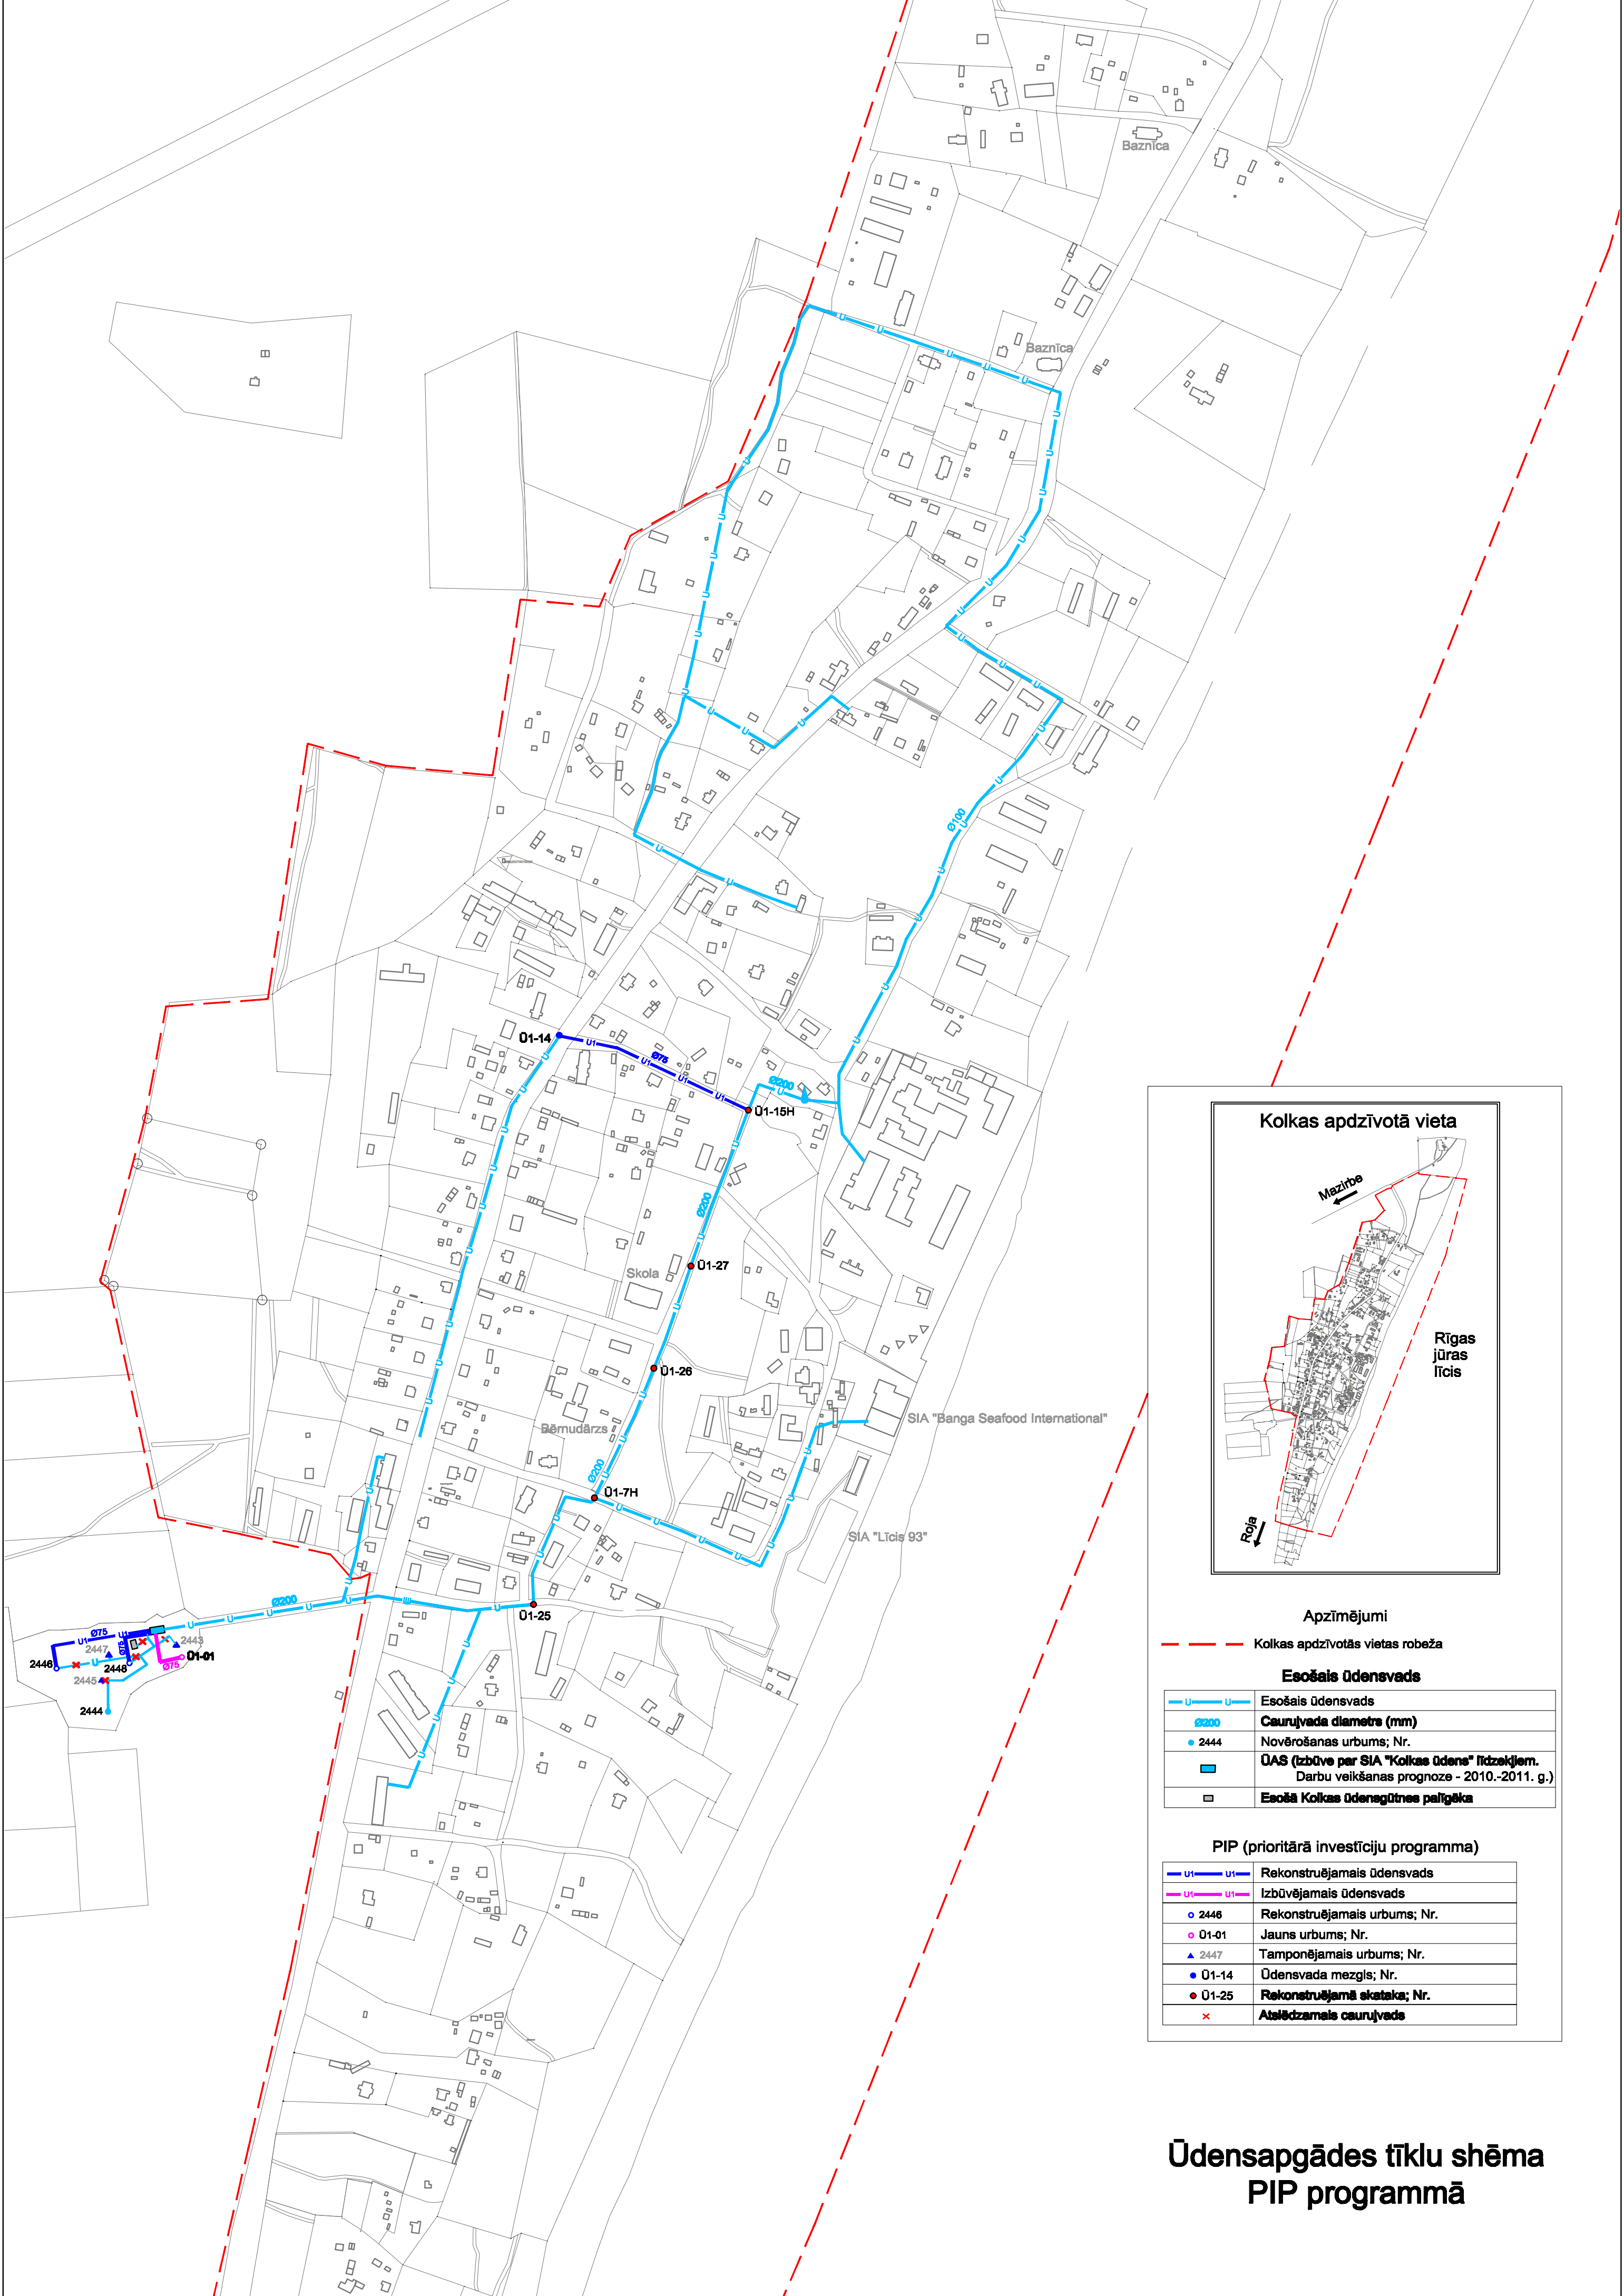 Baznīca
Baznīca
Ø100
Ū1-14
Ø75
Ū1-15H
Ø200
Ø200
Ū1-27
Skola
Ū1-26
Bērnudārzs
SIA "Banga Seafood International"
Ø200
Ū1-7H
SIA "Līcis 93"
Ø200
Ū1-25
Ø75
2447
2443
Ø75
Ū1-01
2446
2448
Ø75
2445
2444
Kolkas apdzīvotā vieta
Mazirbe
Rīgas
jūras
līcis
Roja
Apzīmējumi
Kolkas apdzīvotās vietas robeža
Esošais ūdensvads
U U Esošais ūdensvads
Ø200 Cauruļvada diametrs (mm)
2444 Novērošanas urbums; Nr.
ŪAS (Izbūve par SIA "Kolkas ūdens" līdzekļiem.
Darbu veikšanas prognoze - 2010.-2011. g.)
Esošā Kolkas ūdensgūtnes palīgēka
PIP (prioritārā investīciju programma)
U1 U1 Rekonstruējamais ūdensvads
U1 U1 Izbūvējamais ūdensvads
2446 Rekonstruējamais urbums; Nr.
Ū1-01 Jauns urbums; Nr.
2447 Tamponējamais urbums; Nr.
Ū1-14 Ūdensvada mezgls; Nr.
Ū1-25 Rekonstruējamā skataka; Nr.
Atslēdzamais cauruļvads
Ūdensapgādes tīklu shēma
PIP programmā